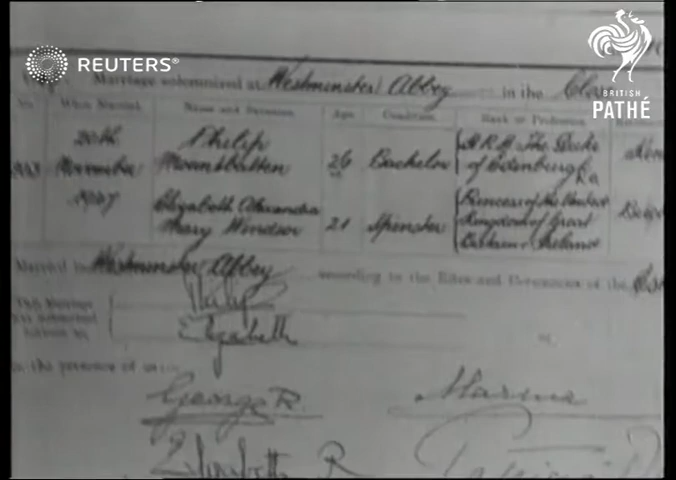 REUTERS
BRITISH
PATHÉ
Marriage solemnized at Westminster Abbey in the
When Married Name and Surname Age Condition Rank or Profession
20th Philip H.R.H. The Duke
November Mountbatten 26 Bachelor of Edinburgh
1947 Elizabeth Alexandra Princess of the United
Mary Windsor 21 Spinster Kingdom of Great
Britain Ireland
Married in Westminster Abbey according to the Rites and Ceremonies of the
This Marriage Philip
was solemnized
between us, Elizabeth
in the presence of us
George R. Marina
Elizabeth R